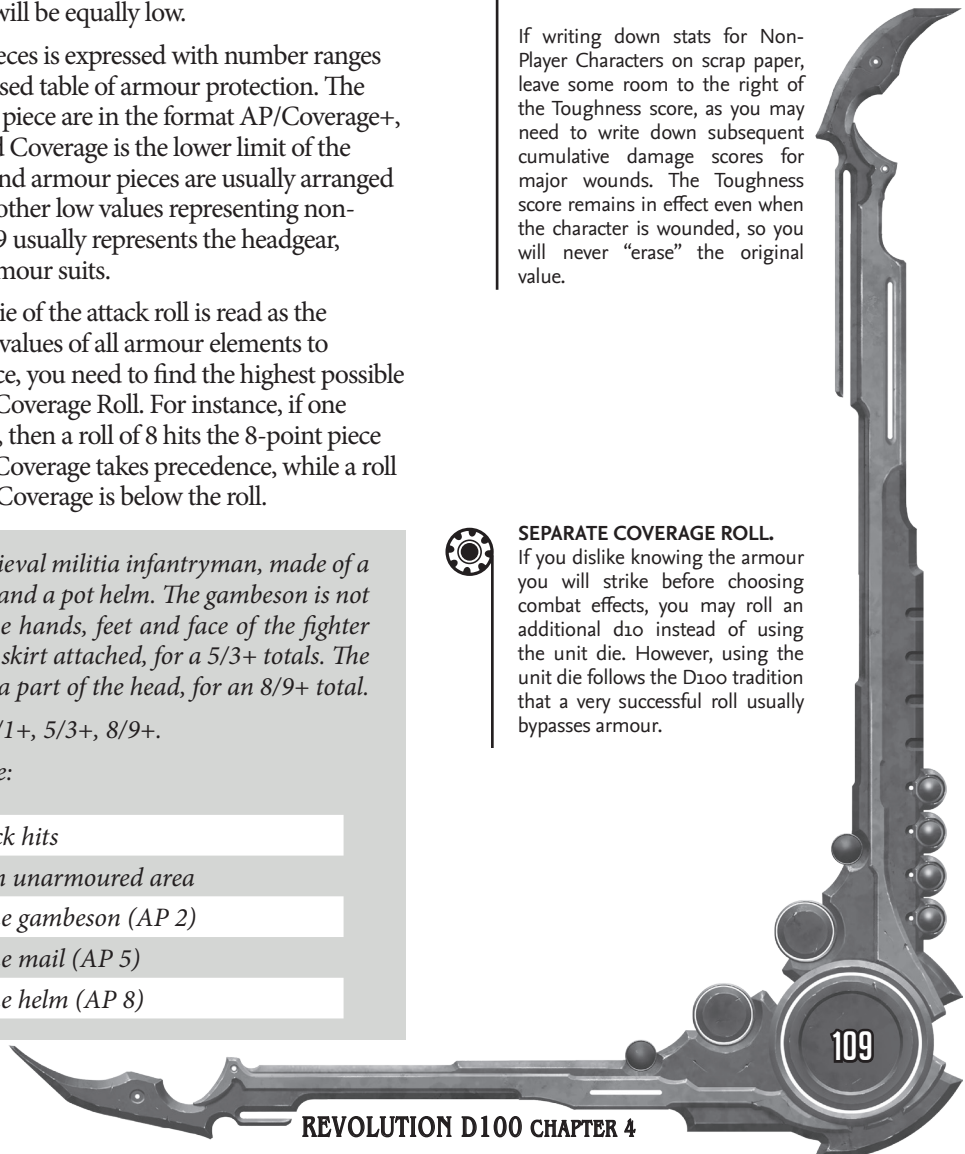 will be equally low.
eces is expressed with number ranges
sed table of armour protection. The
piece are in the format AP/Coverage+,
d Coverage is the lower limit of the
nd armour pieces are usually arranged
other low values representing non-
9 usually represents the headgear,
mour suits.
ie of the attack roll is read as the
values of all armour elements to
ce, you need to find the highest possible
Coverage Roll. For instance, if one
, then a roll of 8 hits the 8-point piece
Coverage takes precedence, while a roll
Coverage is below the roll.
ieval militia infantryman, made of a
and a pot helm. The gambeson is not
e hands, feet and face of the fighter
skirt attached, for a 5/3+ totals. The
a part of the head, for an 8/9+ total.
/1+, 5/3+, 8/9+.
e:
ck hits
n unarmoured area
e gambeson (AP 2)
e mail (AP 5)
e helm (AP 8)
If writing down stats for Non-
Player Characters on scrap paper,
leave some room to the right of
the Toughness score, as you may
need to write down subsequent
cumulative damage scores for
major wounds. The Toughness
score remains in effect even when
the character is wounded, so you
will never “erase” the original
value.
SEPARATE COVERAGE ROLL.
If you dislike knowing the armour
you will strike before choosing
combat effects, you may roll an
additional d10 instead of using
the unit die. However, using the
unit die follows the D100 tradition
that a very successful roll usually
bypasses armour.
109
REVOLUTION D100 CHAPTER 4